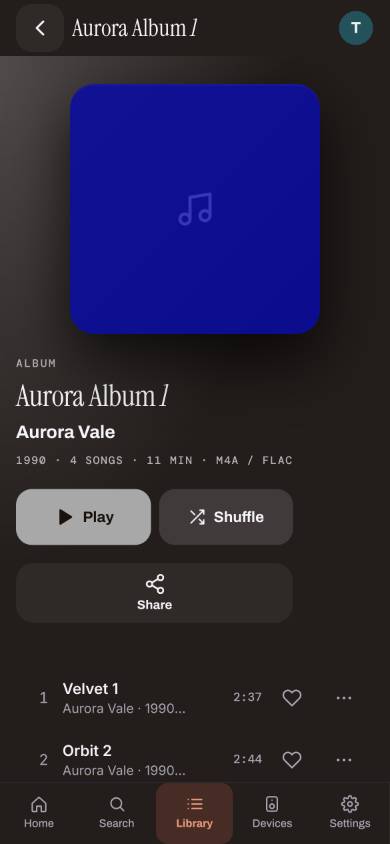 Aurora Album 1
T
ALBUM
Aurora Album 1
Aurora Vale
1990 · 4 SONGS · 11 MIN · M4A / FLAC
Play
Shuffle
Share
1 Velvet 1 2:37
Aurora Vale · 1990...
2 Orbit 2 2:44
Aurora Vale · 1990...
Home Search Library Devices Settings